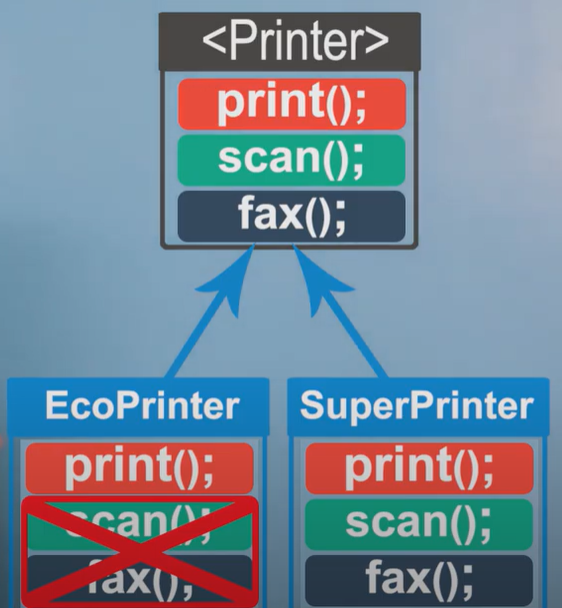 <Printer>
print();
scan();
fax();
EcoPrinter
SuperPrinter
print();
print();
scan();
scan();
fax();
fax();